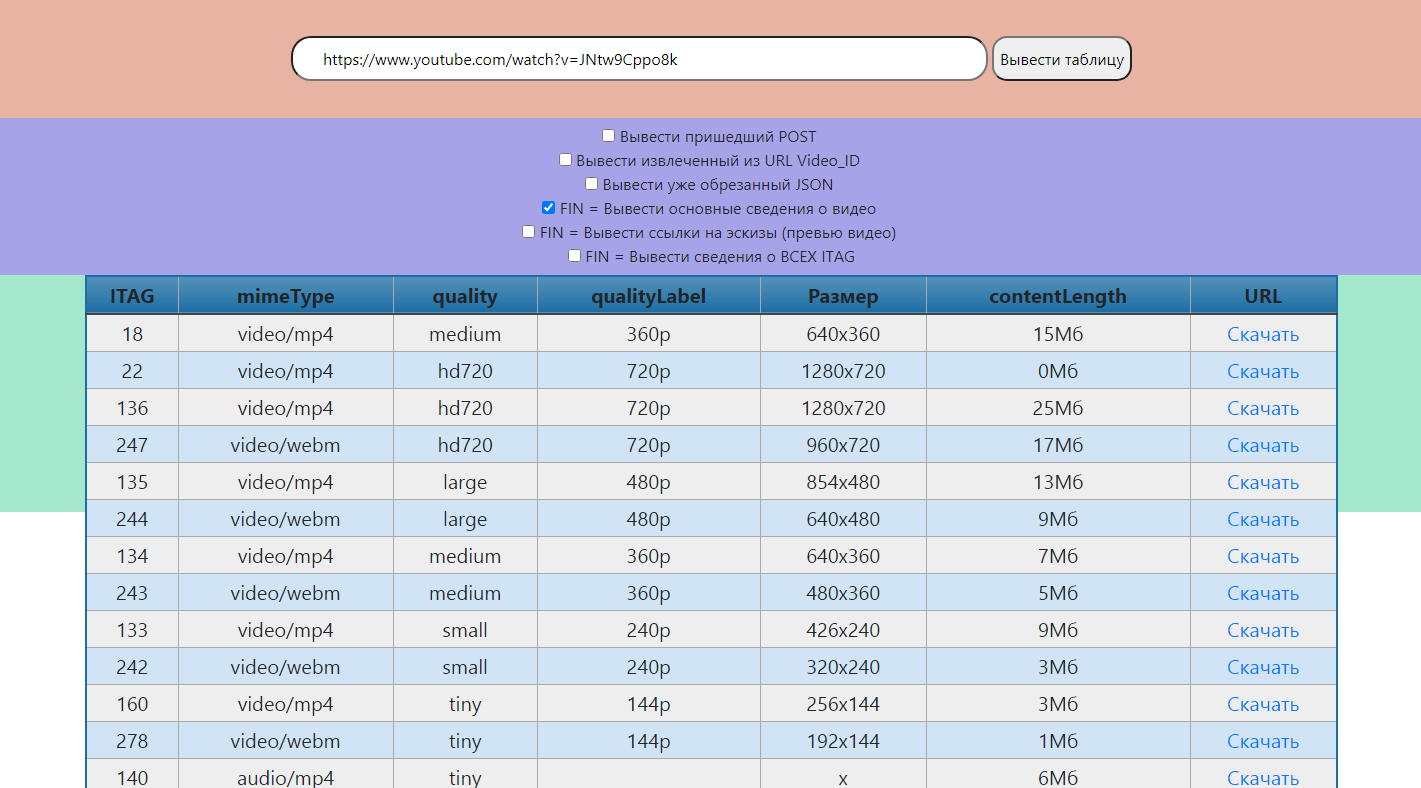 https://www.youtube.com/watch?v=JNtw9Cppo8k Вывести таблицу
Вывести пришедший POST
Вывести извлеченный из URL Video_ID
Вывести уже обрезанный JSON
FIN = Вывести основные сведения о видео
FIN = Вывести ссылки на эскизы (превью видео)
FIN = Вывести сведения о ВСЕХ ITAG
ITAG mimeType quality qualityLabel Размер contentLength URL
18 video/mp4 medium 360p 640x360 15Мб Скачать
22 video/mp4 hd720 720p 1280x720 0Мб Скачать
136 video/mp4 hd720 720p 1280x720 25Мб Скачать
247 video/webm hd720 720p 960x720 17Мб Скачать
135 video/mp4 large 480p 854x480 13Мб Скачать
244 video/webm large 480p 640x480 9Мб Скачать
134 video/mp4 medium 360p 640x360 7Мб Скачать
243 video/webm medium 360p 480x360 5Мб Скачать
133 video/mp4 small 240p 426x240 9Мб Скачать
242 video/webm small 240p 320x240 3Мб Скачать
160 video/mp4 tiny 144p 256x144 3Мб Скачать
278 video/webm tiny 144p 192x144 1Мб Скачать
140 audio/mp4 tiny x 6Мб Скачать